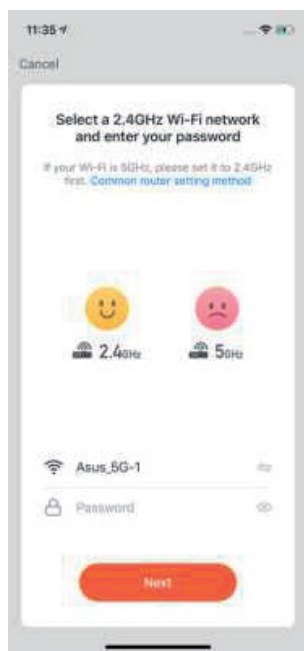 11:35
Cancel
Select a 2.4GHz Wi-Fi network
and enter your password
If your Wi-Fi is 5GHz, please set it to 2.4GHz
first. Common router setting method
2.4GHz
5GHz
Asus_5G-1
Password
Next